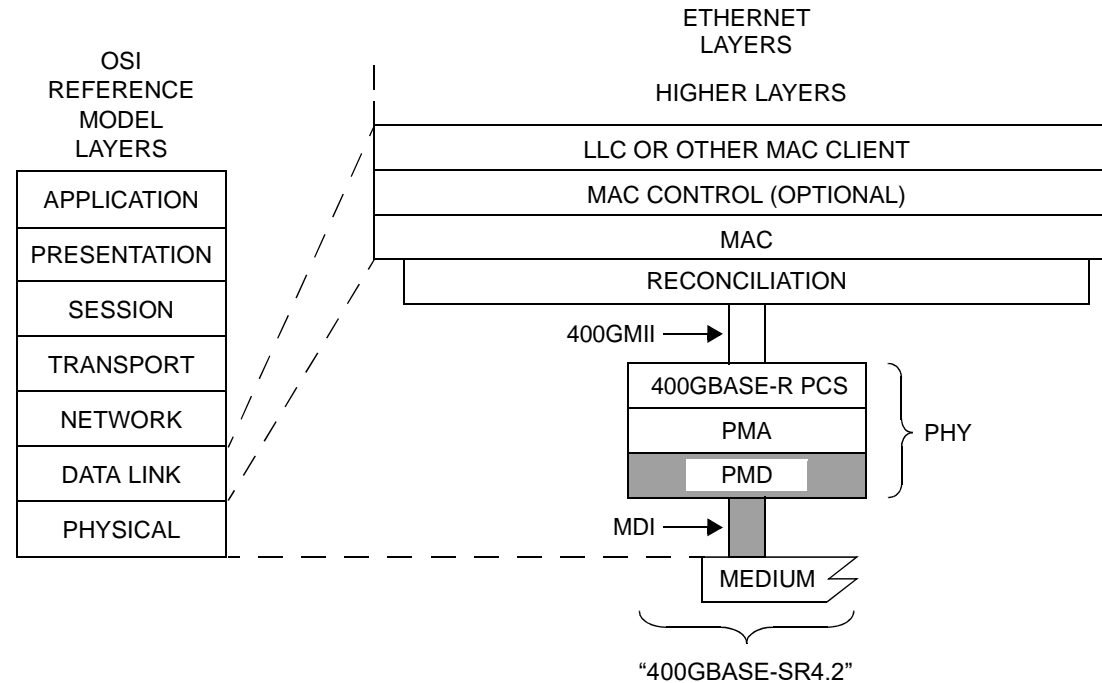 OSI
REFERENCE
MODEL
LAYERS
APPLICATION
PRESENTATION
SESSION
TRANSPORT
NETWORK
DATA LINK
PHYSICAL
ETHERNET
LAYERS
HIGHER LAYERS
LLC OR OTHER MAC CLIENT
MAC CONTROL (OPTIONAL)
MAC
RECONCILIATION
400GMII
400GBASE-R PCS
PMA
PMD
PHY
MDI
MEDIUM
“400GBASE-SR4.2”